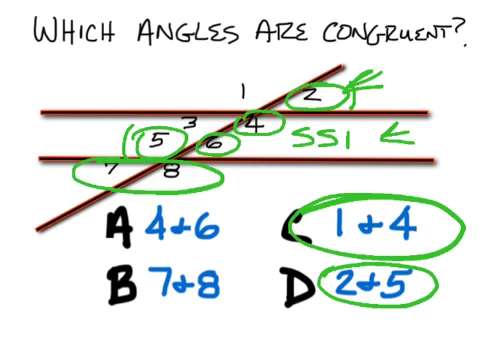 WHICH ANGLES ARE CONGRUENT?
1 2
3 4
5 6
SSI
7 8
A 4+6 C 1+4
B 7+8 D 2+5